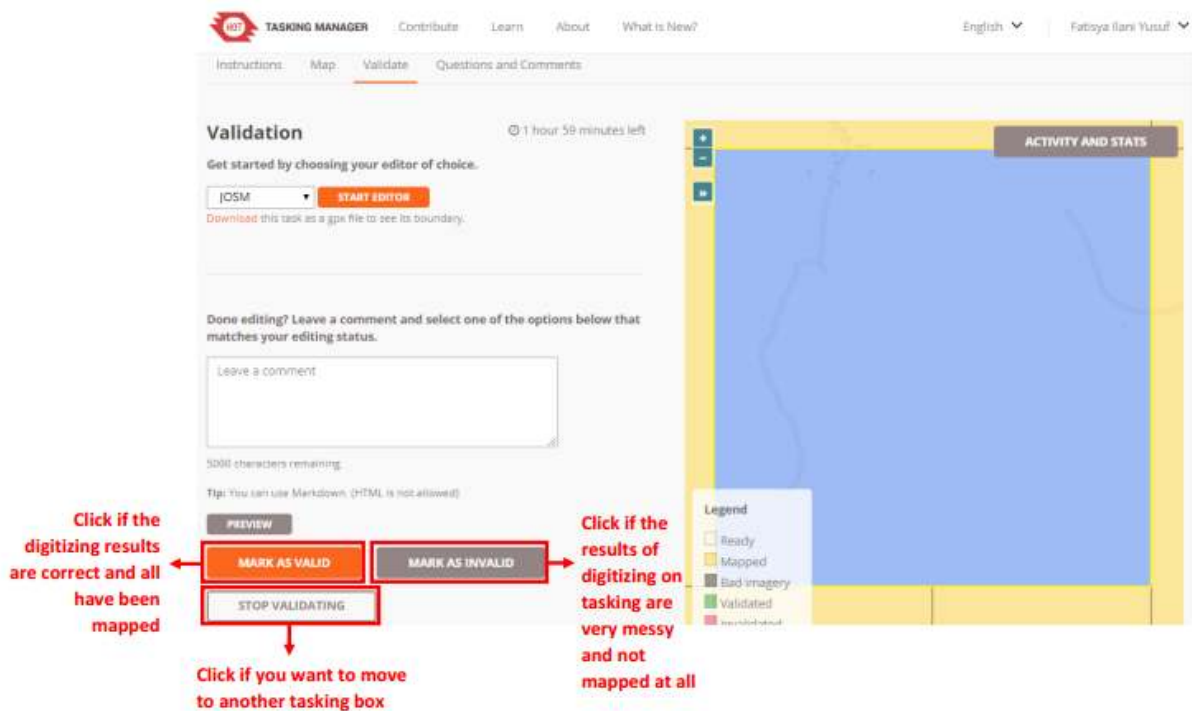 HOT TASKING MANAGER Contribute Learn About What is New? English Fatisya Ilani Yusuf
Instructions Map Validate Questions and Comments
Validation 1 hour 59 minutes left
ACTIVITY AND STATS
Get started by choosing your editor of choice.
JOSM START EDITOR
Download this task as a gpx file to see its boundary.
Done editing? Leave a comment and select one of the options below that
matches your editing status.
Leave a comment
5000 characters remaining
Tip: You can use Markdown. (HTML is not allowed)
PREVIEW
MARK AS VALID MARK AS INVALID
STOP VALIDATING
+
−
»
Legend
Ready
Mapped
Bad imagery
Validated
Invalidated
Click if the
digitizing results
are correct and all
have been
mapped
Click if the
results of
digitizing on
tasking are
very messy
and not
mapped at all
Click if you want to move
to another tasking box